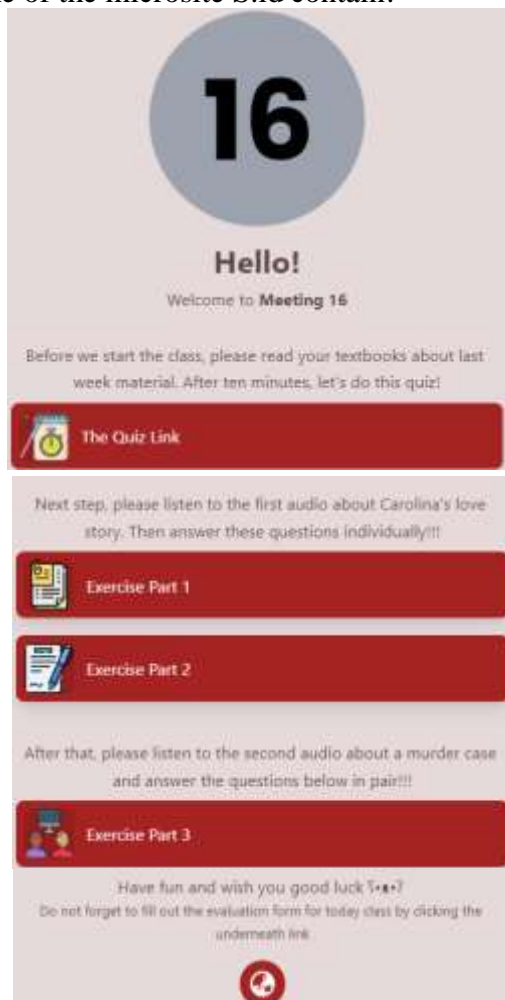 of the microsite S.id contain:
16
Hello!
Welcome to Meeting 16
Before we start the class, please read your textbooks about last
week material. After ten minutes, let's do this quiz!
The Quiz Link
Next step, please listen to the first audio about Carolina's love
story. Then answer these questions individually!!!
Exercise Part 1
Exercise Part 2
After that, please listen to the second audio about a murder case
and answer the questions below in pair!!!
Exercise Part 3
Have fun and wish you good luck
Do not forget to fill out the evaluation form for today class by clicking the
underneath link